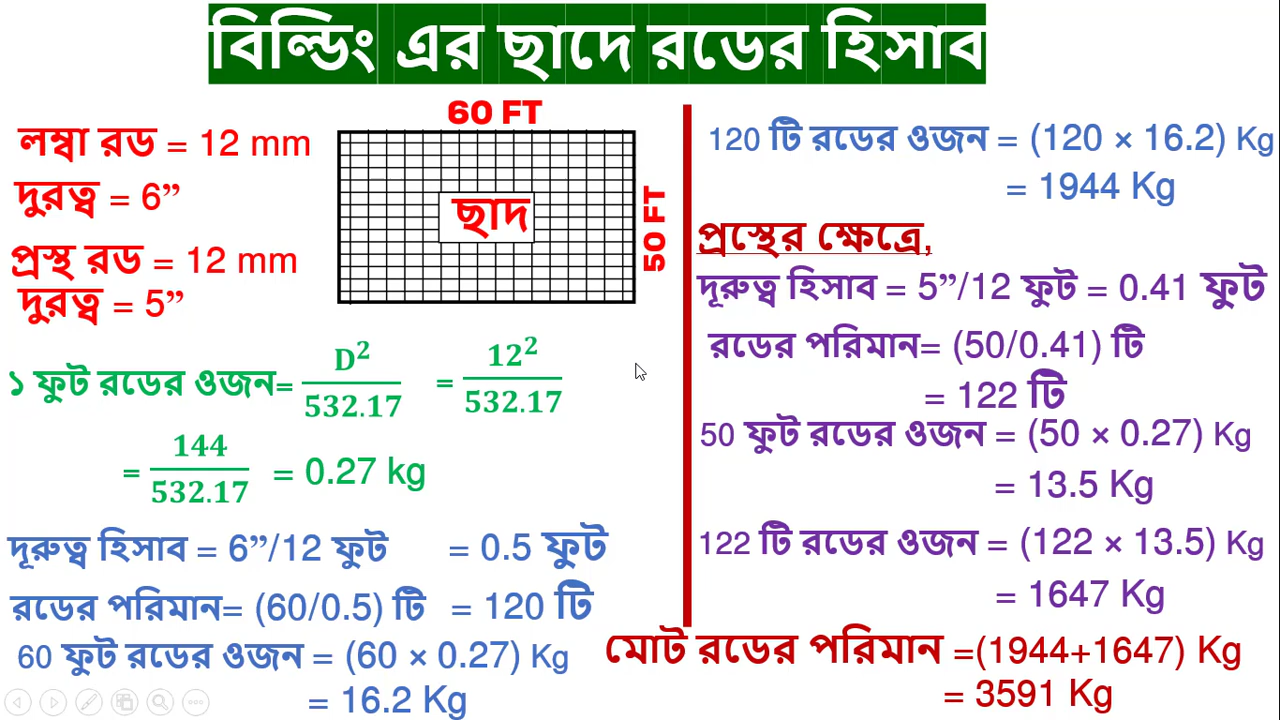 বিল্ডিং এর ছাদে রডের হিসাব
লম্বা রড = 12 mm
দুরত্ব = 6”
প্রস্থ রড = 12 mm
দুরত্ব = 5”
60 FT
ছাদ
50 FT
১ ফুট রডের ওজন= D²/532.17 = 12²/532.17
= 144/532.17 = 0.27 kg
দূরুত্ব হিসাব = 6”/12 ফুট = 0.5 ফুট
রডের পরিমান= (60/0.5) টি = 120 টি
60 ফুট রডের ওজন = (60 × 0.27) Kg
= 16.2 Kg
120 টি রডের ওজন = (120 × 16.2) Kg
= 1944 Kg
প্রস্থের ক্ষেত্রে,
দূরুত্ব হিসাব = 5”/12 ফুট = 0.41 ফুট
রডের পরিমান= (50/0.41) টি
= 122 টি
50 ফুট রডের ওজন = (50 × 0.27) Kg
= 13.5 Kg
122 টি রডের ওজন = (122 × 13.5) Kg
= 1647 Kg
মোট রডের পরিমান =(1944+1647) Kg
= 3591 Kg